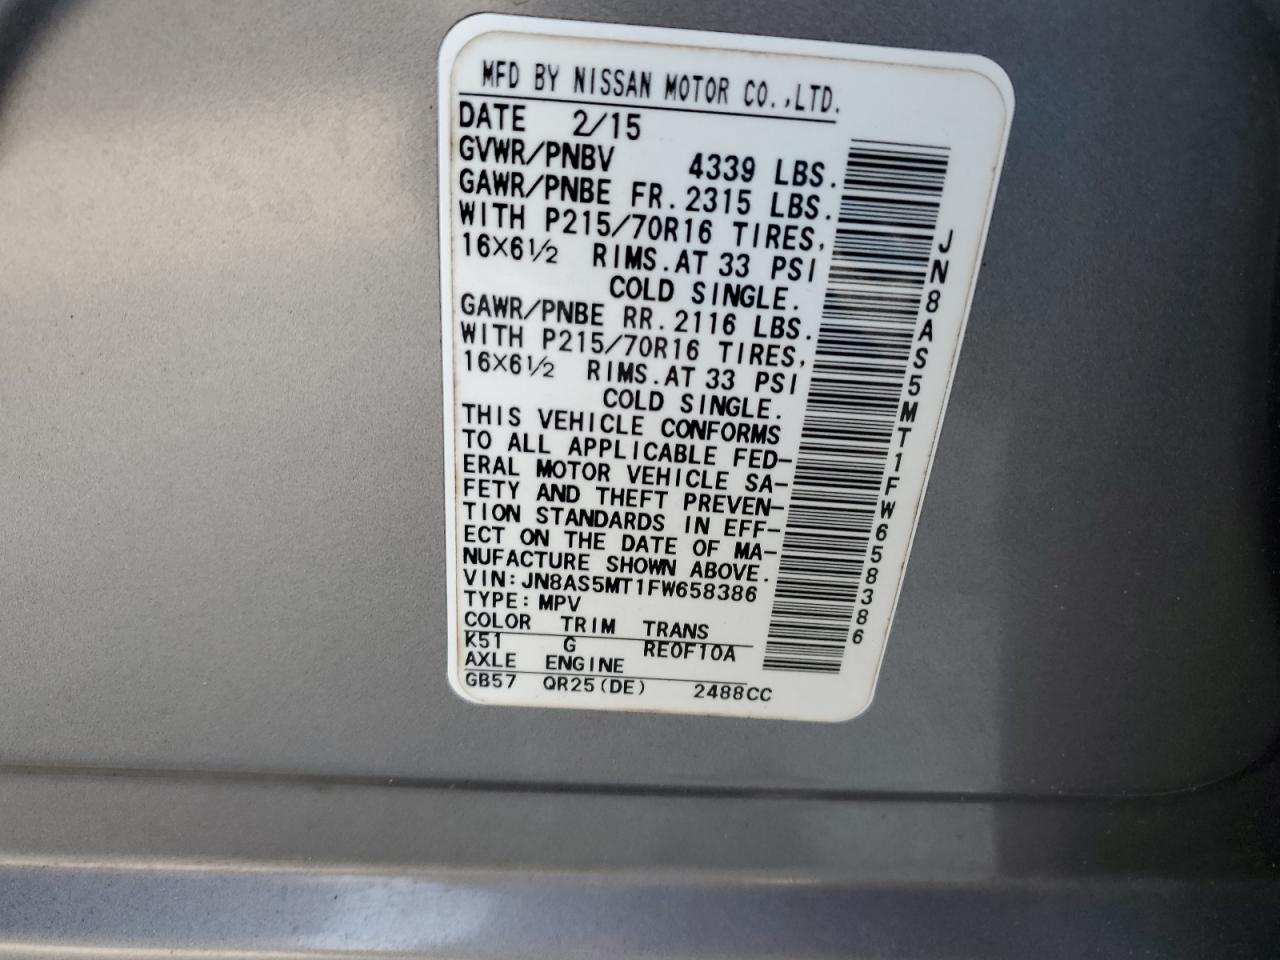 MFD BY NISSAN MOTOR CO.,LTD.
DATE 2/15
GVWR/PNBV 4339 LBS.
GAWR/PNBE FR.2315 LBS.
WITH P215/70R16 TIRES,
16X6½ RIMS.AT 33 PSI
COLD SINGLE.
GAWR/PNBE RR.2116 LBS.
WITH P215/70R16 TIRES,
16X6½ RIMS.AT 33 PSI
COLD SINGLE.
THIS VEHICLE CONFORMS
TO ALL APPLICABLE FED-
ERAL MOTOR VEHICLE SA-
FETY AND THEFT PREVEN-
TION STANDARDS IN EFF-
ECT ON THE DATE OF MA-
NUFACTURE SHOWN ABOVE.
VIN:JN8AS5MT1FW658386
TYPE:MPV
COLOR TRIM TRANS
K51 G RE0F10A
AXLE ENGINE
GB57 QR25(DE) 2488CC
JN8AS5MT1FW658386